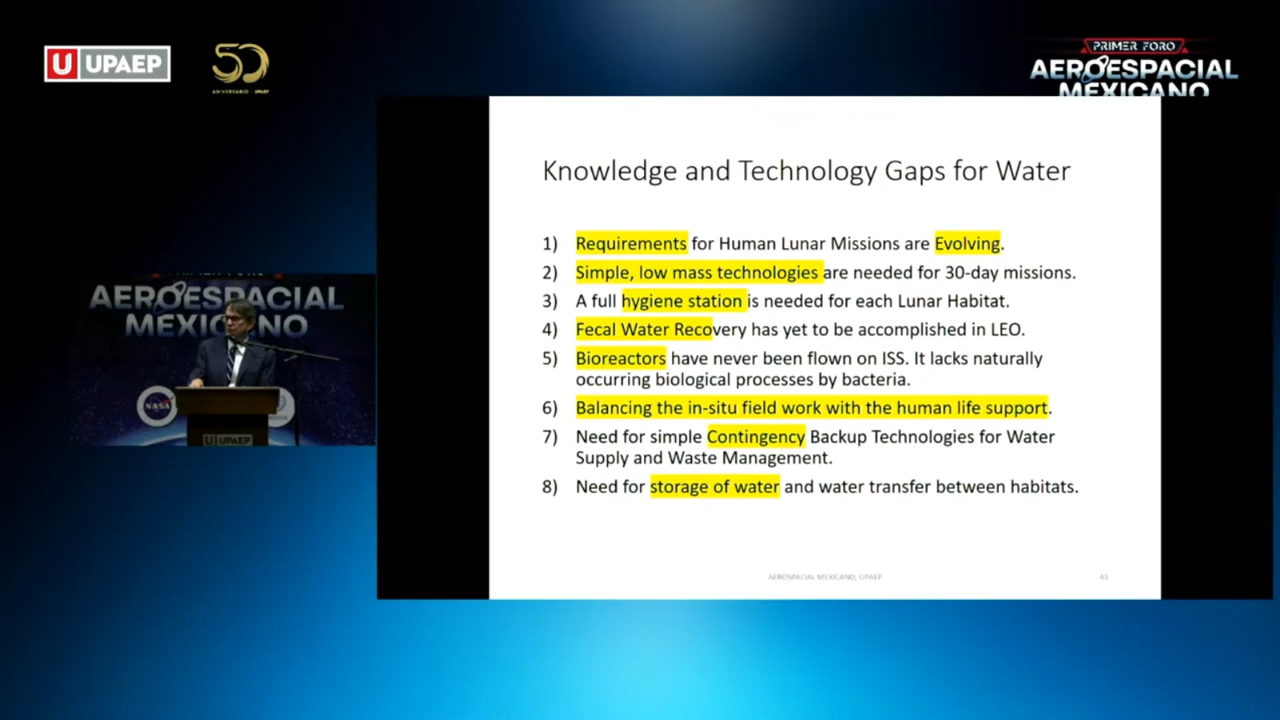 UPAEP
50
ANIVERSARIO UPAEP
PRIMER FORO
AEROESPACIAL
MEXICANO
Knowledge and Technology Gaps for Water
1) Requirements for Human Lunar Missions are Evolving.
2) Simple, low mass technologies are needed for 30-day missions.
3) A full hygiene station is needed for each Lunar Habitat.
4) Fecal Water Recovery has yet to be accomplished in LEO.
5) Bioreactors have never been flown on ISS. It lacks naturally
occurring biological processes by bacteria.
6) Balancing the in-situ field work with the human life support.
7) Need for simple Contingency Backup Technologies for Water
Supply and Waste Management.
8) Need for storage of water and water transfer between habitats.
AEROSPACIAL MEXICANO, UPAEP
AEROESPACIAL
MEXICANO
NASA
UPAEP